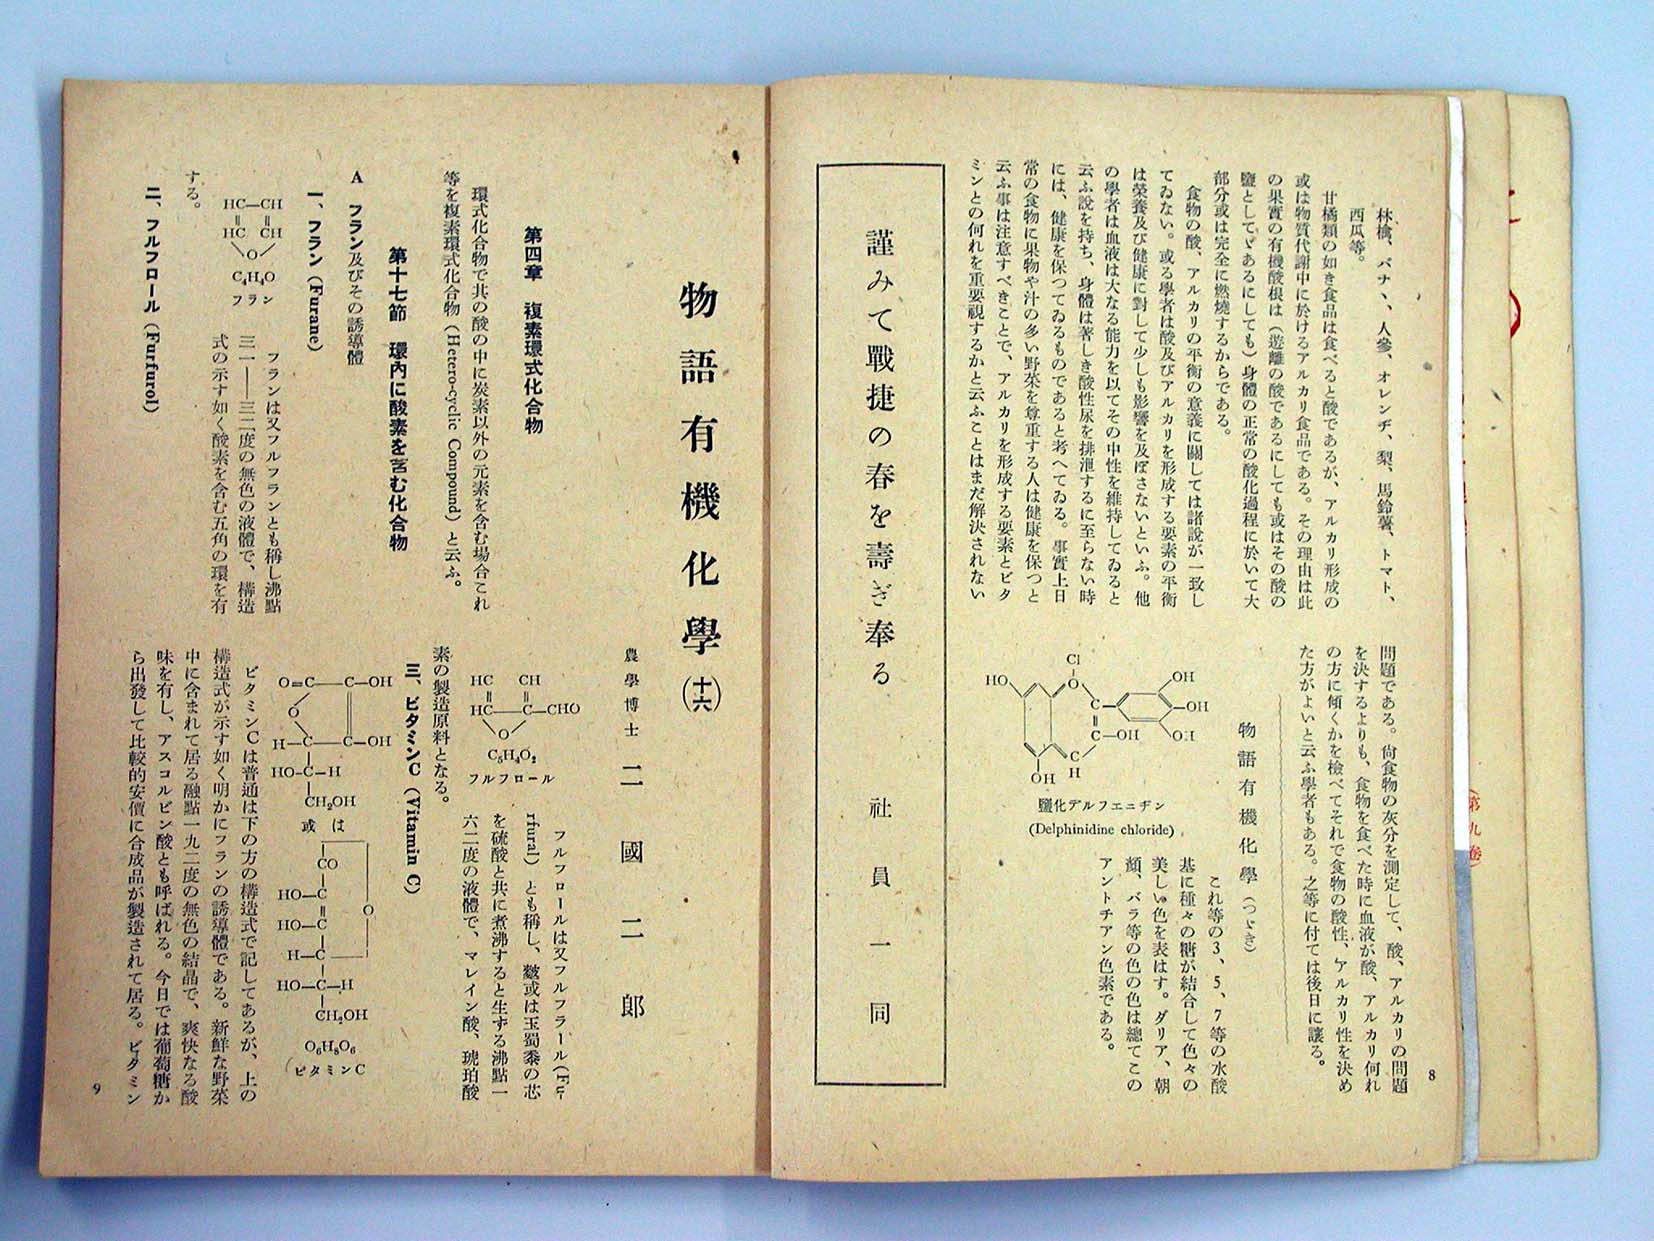 林檎、バナヽ、人參、オレンヂ、梨、馬鈴薯、トマト、
西瓜等。
甘橘類の如き食品は食べると酸であるが、アルカリ形成の
或は物質代謝中に於けるアルカリ食品である。その理由は此
の果實の有機酸根は（遊離の酸であるにしても或はその酸の
鹽としてゞあるにしても）身體の正常の酸化過程に於いて大
部分或は完全に燃燒するからである。
食物の酸、アルカリの平衡の意義に關しては諸說が一致し
てゐない。或る學者は酸及びアルカリを形成する要素の平衡
は榮養及び健康に對して少しも影響を及ぼさないといふ。他
の學者は血液は大なる能力を以てその中性を維持してゐると
云ふ說を持ち、身體は著しき酸性尿を排泄するに至らない時
には、健康を保つてゐるものであると考へてゐる。事實上日
常の食物に果物や汁の多い野菜を尊重する人は健康を保つと
云ふ事は注意すべきことで、アルカリを形成する要素とビタ
ミンとの何れを重要視するかと云ふことはまだ解決されない
問題である。尙食物の灰分を測定して、酸、アルカリの問題
を決するよりも、食物を食べた時に血液が酸、アルカリ何れ
の方に傾くかを檢べてそれで食物の酸性、アルカリ性を決め
た方がよいと云ふ學者もある。之等に付ては後日に讓る。
物語有機化學（つゞき）
Cl
HO
O
C
C—OH
C
H
OH
OH
OH
OH
鹽化デルフェニヂン
(Delphinidine chloride)
これ等の3、5、7等の水酸
基に種々の糖が結合して色々の
美しい色を表はす。ダリア、朝
顏、バラ等の色の色は總てこの
アントチアン色素である。
謹みて戰捷の春を壽ぎ奉る
社員一同
8
物語有機化學（十六）
農學博士 二國二郎
第四章 複素環式化合物
環式化合物で其の酸の中に炭素以外の元素を含む場合これ
等を複素環式化合物（Hetero-cyclic Compound）と云ふ。
第十七節 環內に酸素を含む化合物
A フラン及びその誘導體
一、フラン（Furane）
HC—CH
HC CH
O
C4H4O
フラン
フランは又フルフランとも稱し沸點
三一——三二度の無色の液體で、構造
式の示す如く酸素を含む五角の環を有
する。
二、フルフロール（Furfurol）
HC CH
HC C—CHO
O
C5H4O2
フルフロール
フルフロールは又フルフラール(Fu-
rfural）とも稱し、麩或は玉蜀黍の芯
を硫酸と共に煮沸すると生ずる沸點一
六二度の液體で、マレイン酸、琥珀酸
素の製造原料となる。
三、ビタミンC（Vitamin C）
O=C C—OH
O
H—C C—OH
HO—C—H
CH2OH
或は
CO
HO—C
O
HO—C
H—C
HO—C—H
CH2OH
O6H8O6
（ビタミンC
ビタミンCは普通は下の方の構造式で記してあるが、上の
構造式が示す如く明かにフランの誘導體である。新鮮な野菜
中に含まれて居る融點一九二度の無色の結晶で、爽快なる酸
味を有し、アスコルビン酸とも呼ばれる。今日では葡萄糖か
ら出發して比較的安價に合成品が製造されて居る。ビタミン
9
（第九卷）